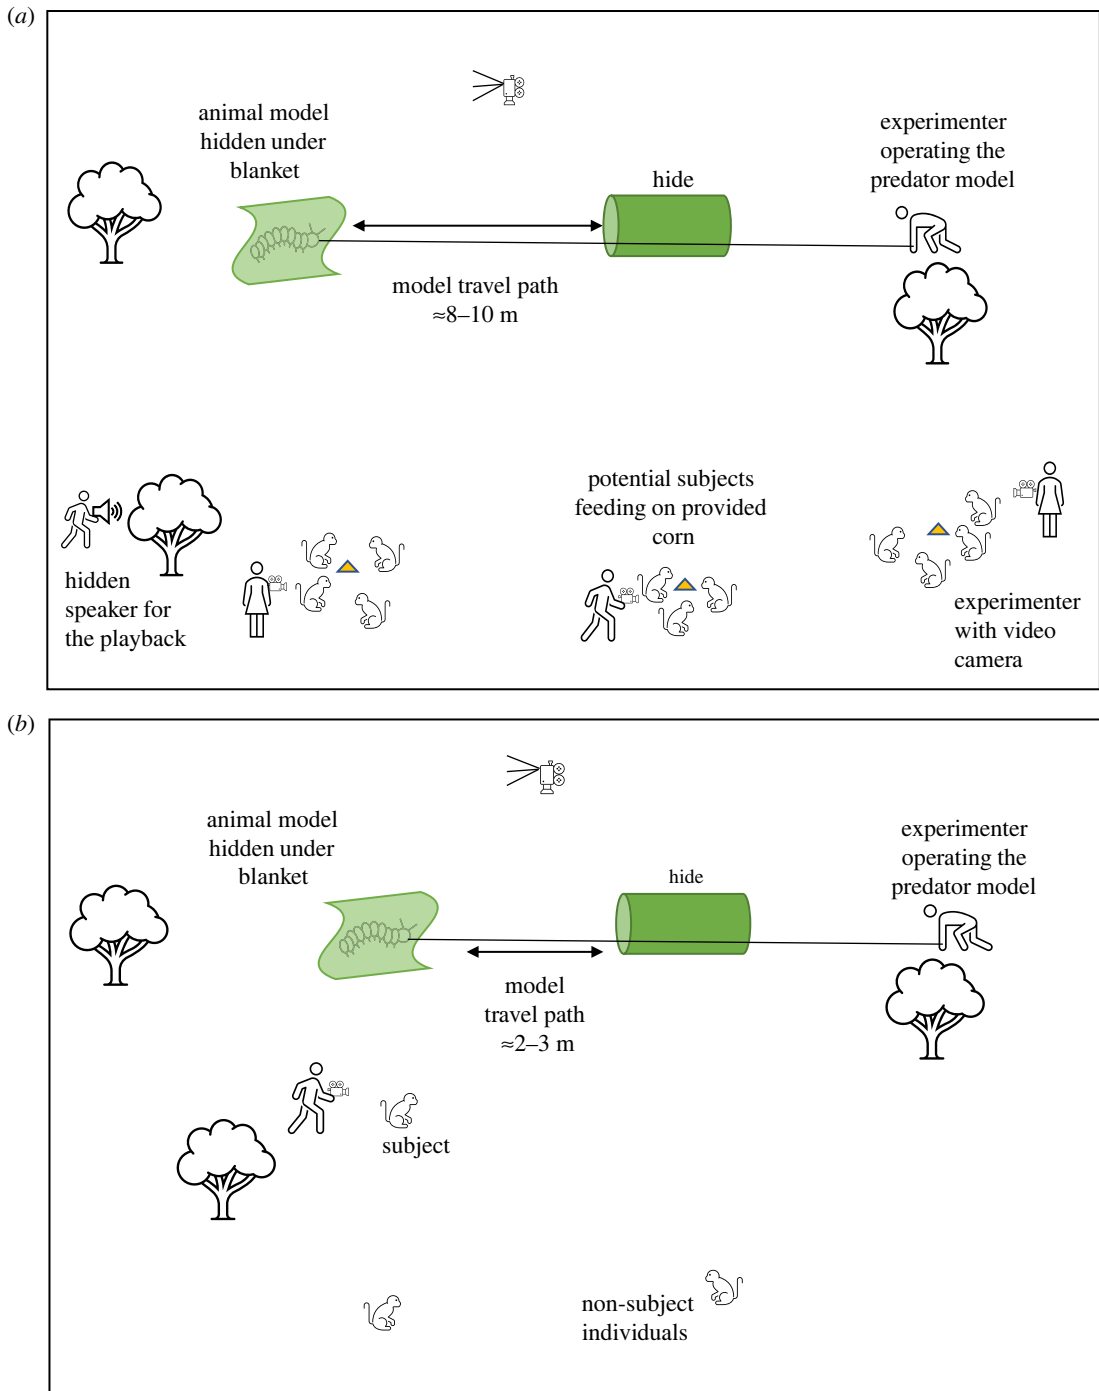 (a)
animal model
hidden under
blanket
experimenter
operating the
predator model
hide
model travel path
≈8–10 m
potential subjects
feeding on provided
corn
hidden
speaker for
the playback
experimenter
with video
camera
(b)
animal model
hidden under
blanket
experimenter
operating the
predator model
hide
model
travel path
≈2–3 m
subject
non-subject
individuals